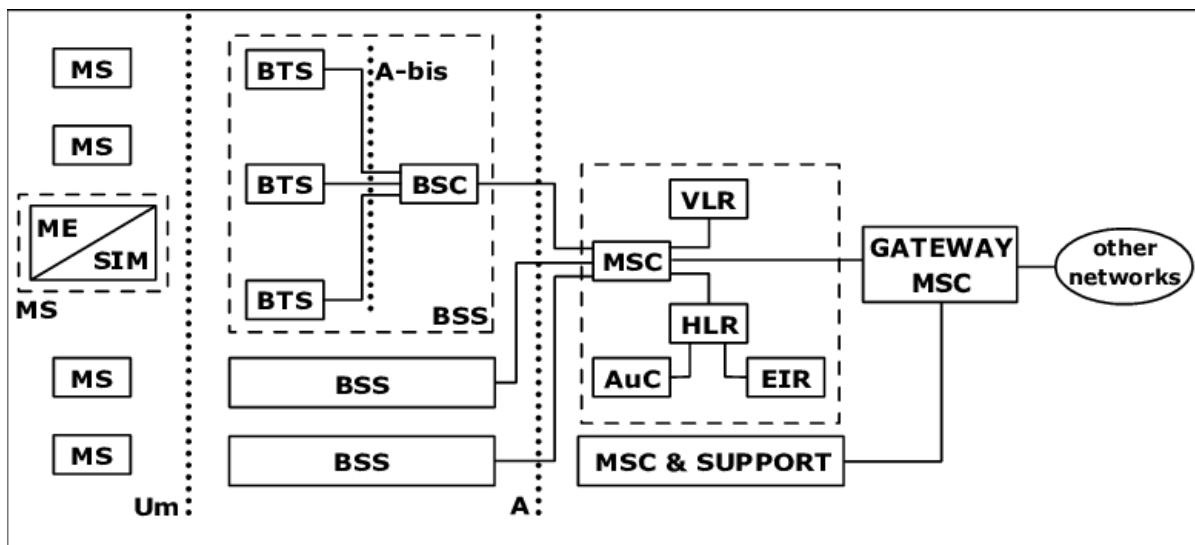 MS
MS
ME
SIM
MS
MS
MS
Um
BTS
A-bis
BTS
BSC
BTS
BSS
BSS
BSS
A
VLR
MSC
HLR
AuC
EIR
MSC & SUPPORT
GATEWAY
MSC
other
networks